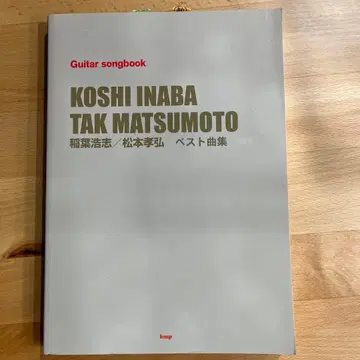 Guitar songbook
KOSHI INABA
TAK MATSUMOTO
稲葉浩志／松本孝弘　ベスト曲集
kmp